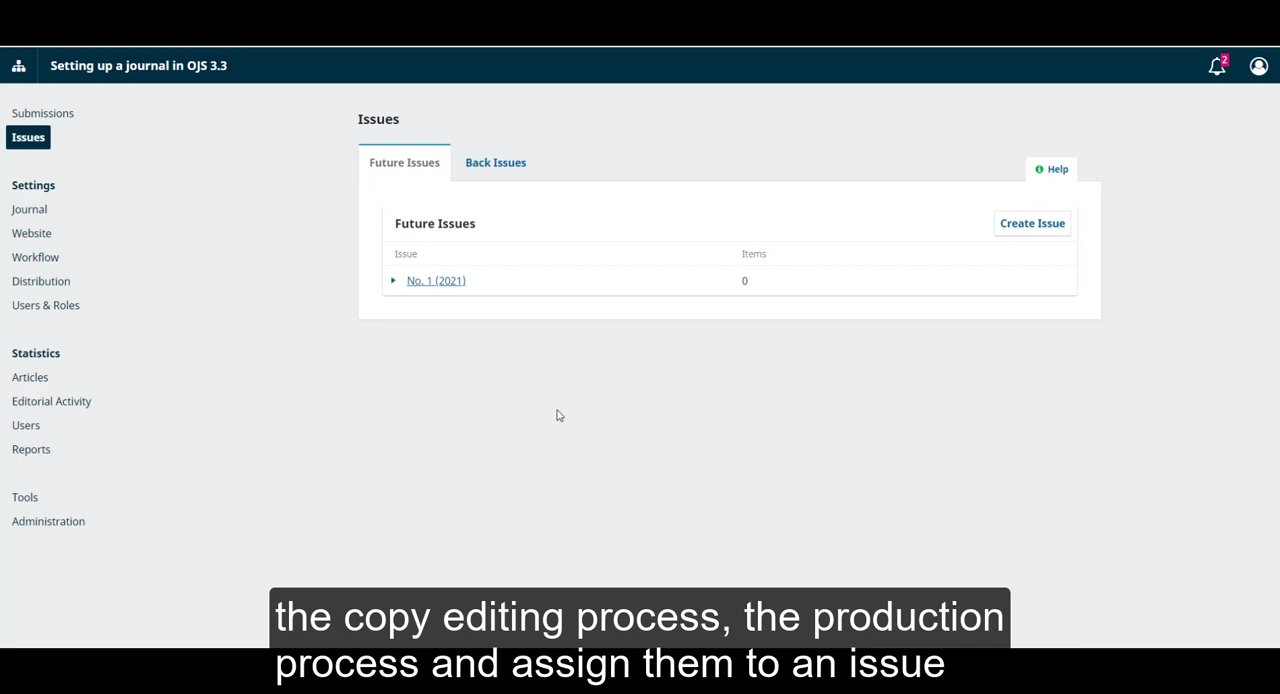 Setting up a journal in OJS 3.3
2
Submissions
Issues
Settings
Journal
Website
Workflow
Distribution
Users & Roles
Statistics
Articles
Editorial Activity
Users
Reports
Tools
Administration
Issues
Future Issues Back Issues
Help
Future Issues Create Issue
Issue Items
No. 1 (2021) 0
the copy editing process, the production
process and assign them to an issue